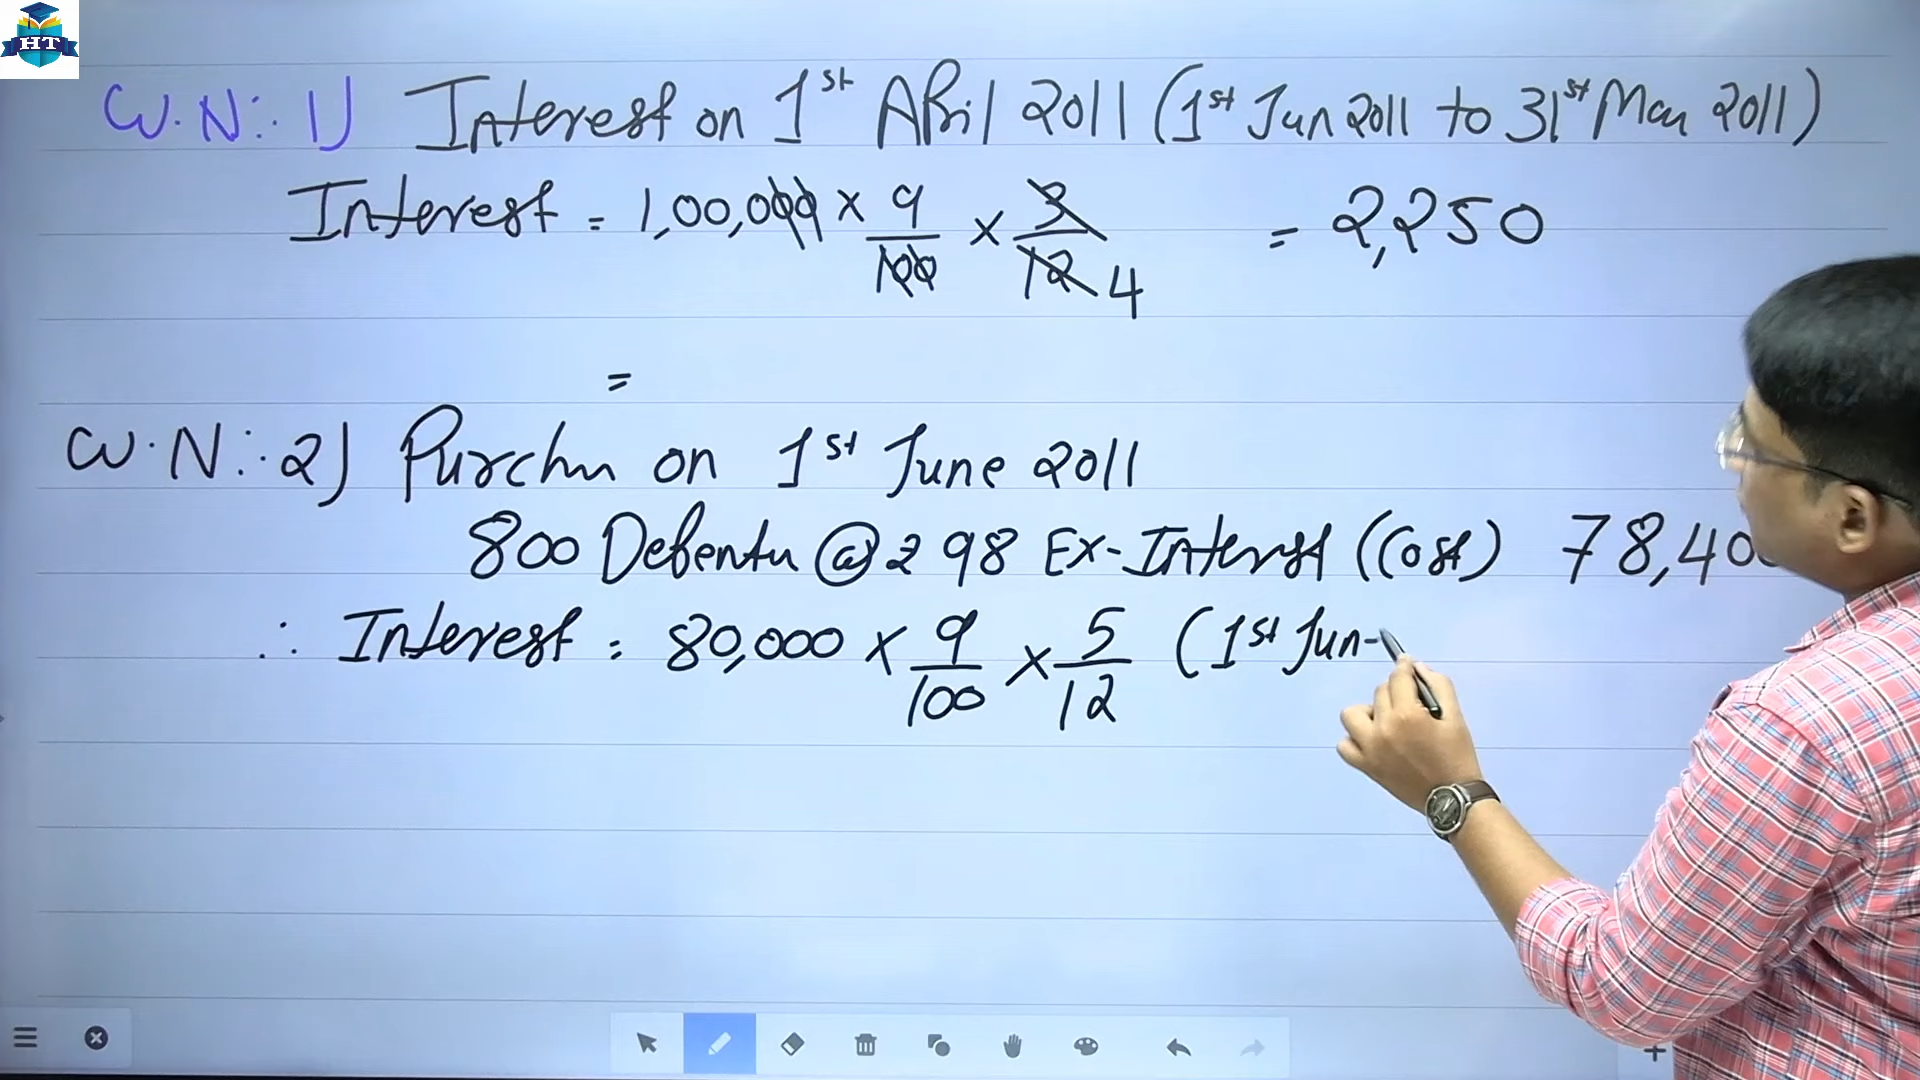 HT
W.N:. 1) Interest on 1st April 2011 (1st Jan 2011 to 31st Mar 2011)
Interest = 1,00,000 × 9/100 × 3/12 4 = 2,250
=
W.N:. 2) Purchase on 1st June 2011
800 Debentu @ ₹ 98 Ex-Interest (Cost) 78,40
∴ Interest = 80,000 × 9/100 × 5/12 (1st Jan-